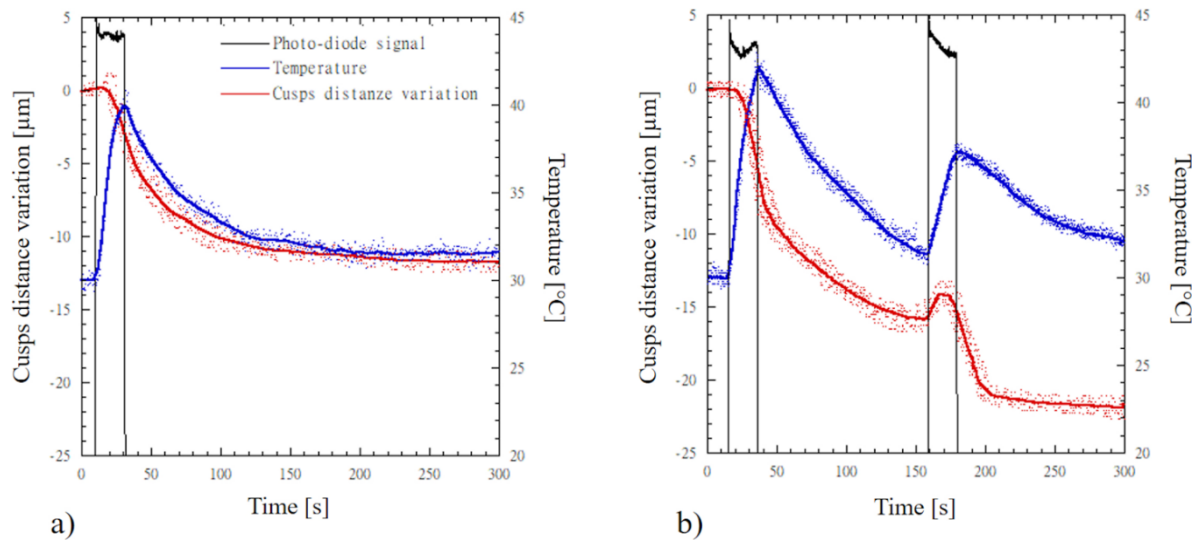 5
0
-5
-10
-15
-20
-25
45
40
35
30
25
20
0 50 100 150 200 250 300
Cusps distance variation [µm]
Temperature [°C]
Time [s]
Photo-diode signal
Temperature
Cusps distanze variation
a)
5
0
-5
-10
-15
-20
-25
45
40
35
30
25
20
0 50 100 150 200 250 300
Cusps distance variation [µm]
Temperature [°C]
Time [s]
b)